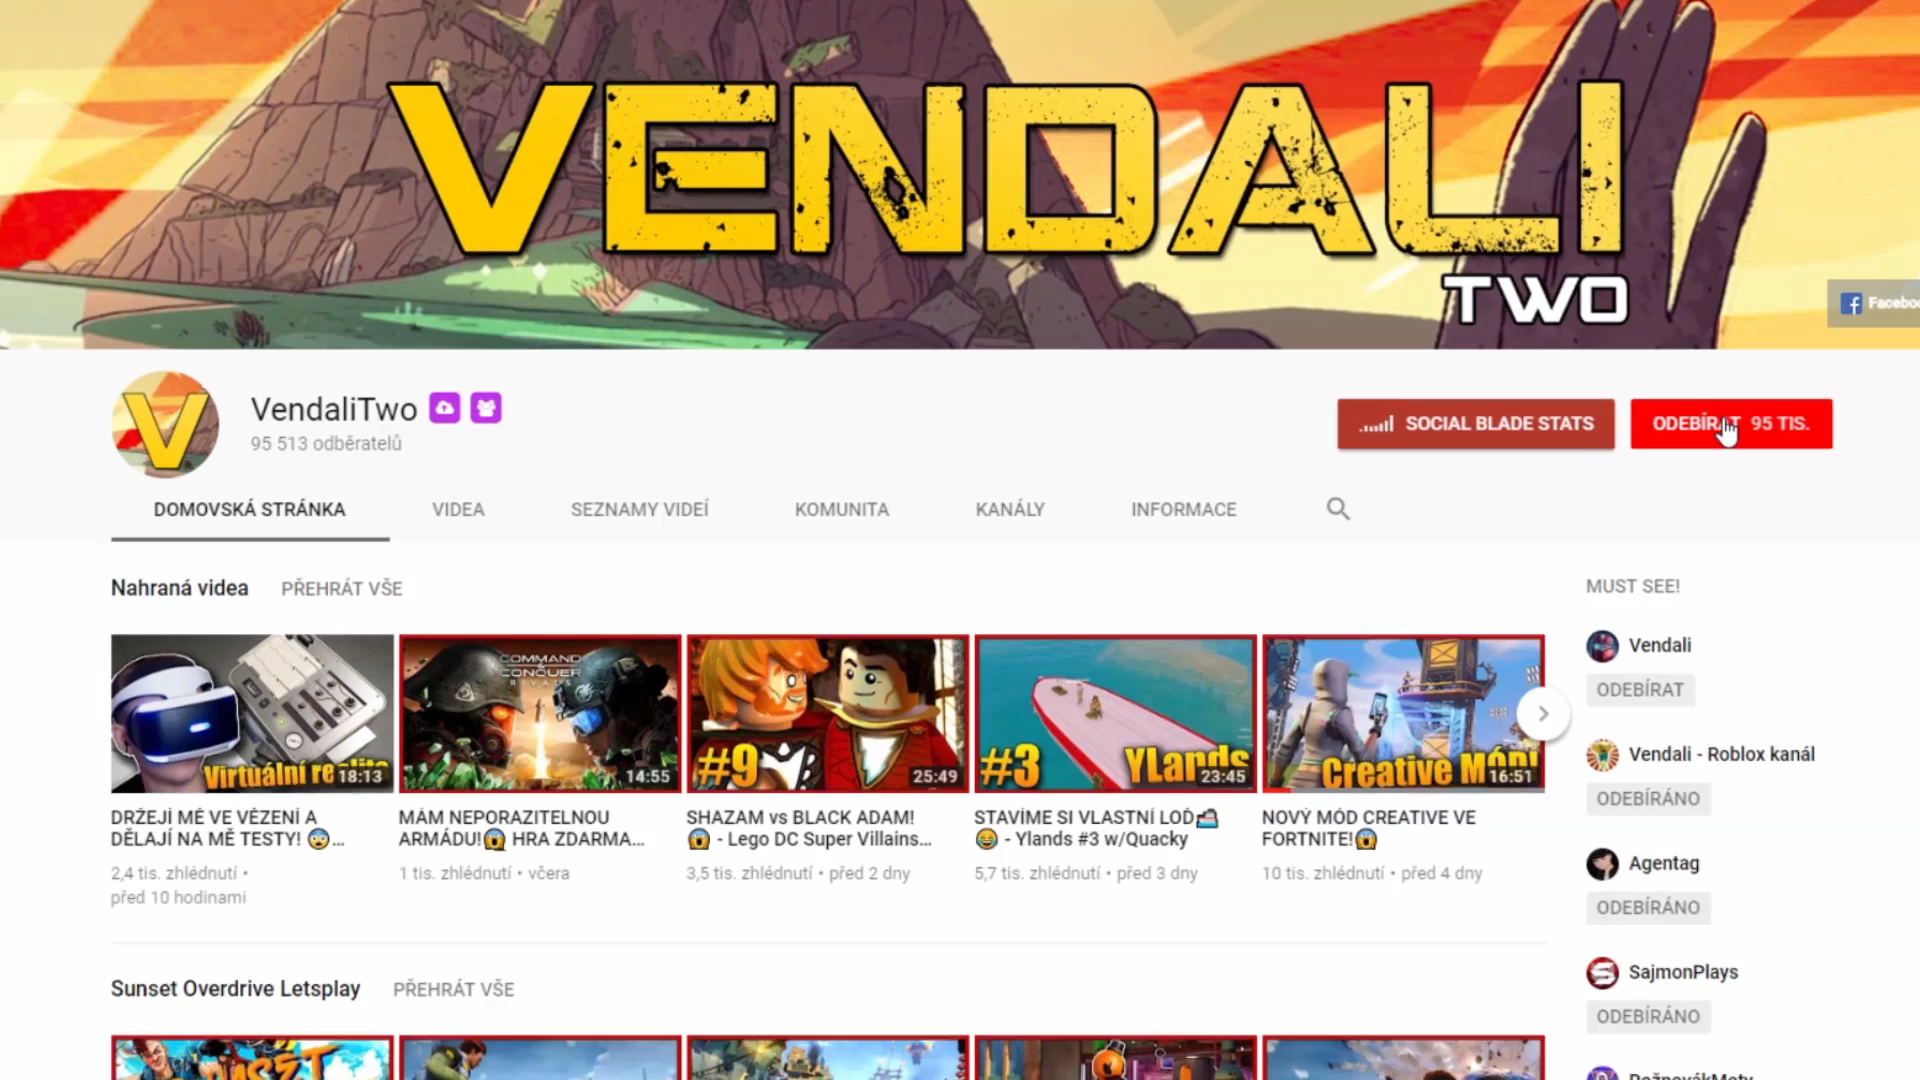 VENDALI
TWO
VendaliTwo
95 513 odběratelů
SOCIAL BLADE STATS
95 TIS.
DOMOVSKÁ STRÁNKA
VIDEA
SEZNAMY VIDEÍ
KOMUNITA
KANÁLY
INFORMACE
Nahraná videa
PŘEHRÁT VŠE
MUST SEE!
Virtuální
18:13
COMMAND
CONQUER
RIVALS
14:55
#9
25:49
#3
YLands
23:45
Creative
16:51
DRŽEJÍ MĚ VE VĚZENÍ A
DĚLAJÍ NA MĚ TESTY! 😨...
2,4 tis. zhlédnutí •
před 10 hodinami
MÁM NEPORAZITELNOU
ARMÁDU!😱 HRA ZDARMA...
1 tis. zhlédnutí • včera
SHAZAM vs BLACK ADAM!
😱 - Lego DC Super Villains...
3,5 tis. zhlédnutí • před 2 dny
STAVÍME SI VLASTNÍ LOĎ🚢
😂 - Ylands #3 w/Quacky
5,7 tis. zhlédnutí • před 3 dny
NOVÝ MÓD CREATIVE VE
FORTNITE!😱
10 tis. zhlédnutí • před 4 dny
Vendali
ODEBÍRAT
Vendali - Roblox kanál
ODEBÍRÁNO
Agentag
ODEBÍRÁNO
SajmonPlays
ODEBÍRÁNO
Sunset Overdrive Letsplay
PŘEHRÁT VŠE